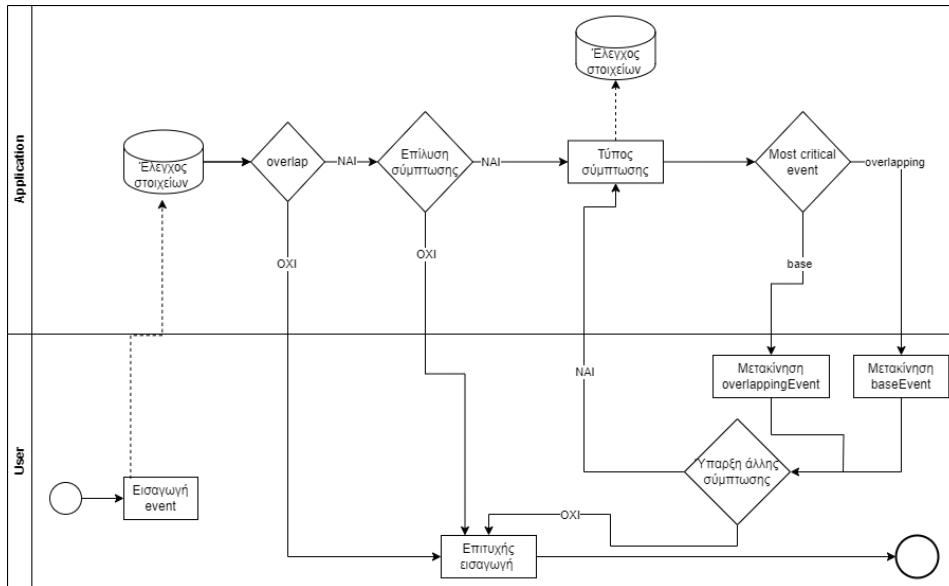 Application
Έλεγχος
στοιχείων
Έλεγχος
στοιχείων
overlap
ΝΑΙ
Επίλυση
σύμπτωσης
ΝΑΙ
Τύπος
σύμπτωσης
Most critical
event
overlapping
ΟΧΙ
ΟΧΙ
base
User
ΝΑΙ
Μετακίνηση
overlappingEvent
Μετακίνηση
baseEvent
Ύπαρξη άλλης
σύμπτωσης
Εισαγωγή
event
ΟΧΙ
Επιτυχής
εισαγωγή